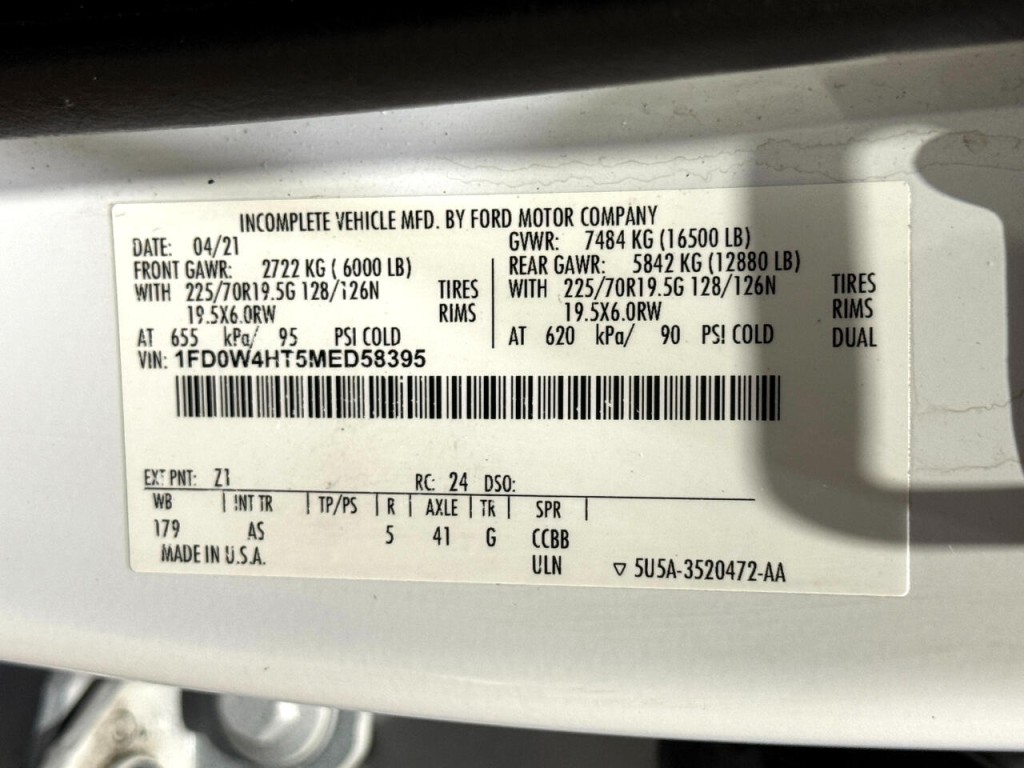 INCOMPLETE VEHICLE MFD. BY FORD MOTOR COMPANY
DATE: 04/21 GVWR: 7484 KG (16500 LB)
FRONT GAWR: 2722 KG ( 6000 LB) REAR GAWR: 5842 KG (12880 LB)
WITH 225/70R19.5G 128/126N TIRES WITH 225/70R19.5G 128/126N TIRES
19.5X6.0RW RIMS 19.5X6.0RW RIMS
AT 655 kPa/ 95 PSI COLD AT 620 kPa/ 90 PSI COLD DUAL
VIN: 1FD0W4HT5MED58395
EXT PNT: Z1 RC: 24 DSO:
WB | INT TR | TP/PS | R | AXLE | TR | SPR |
179 AS 5 41 G CCBB
MADE IN U.S.A. ULN ▽ 5U5A-3520472-AA